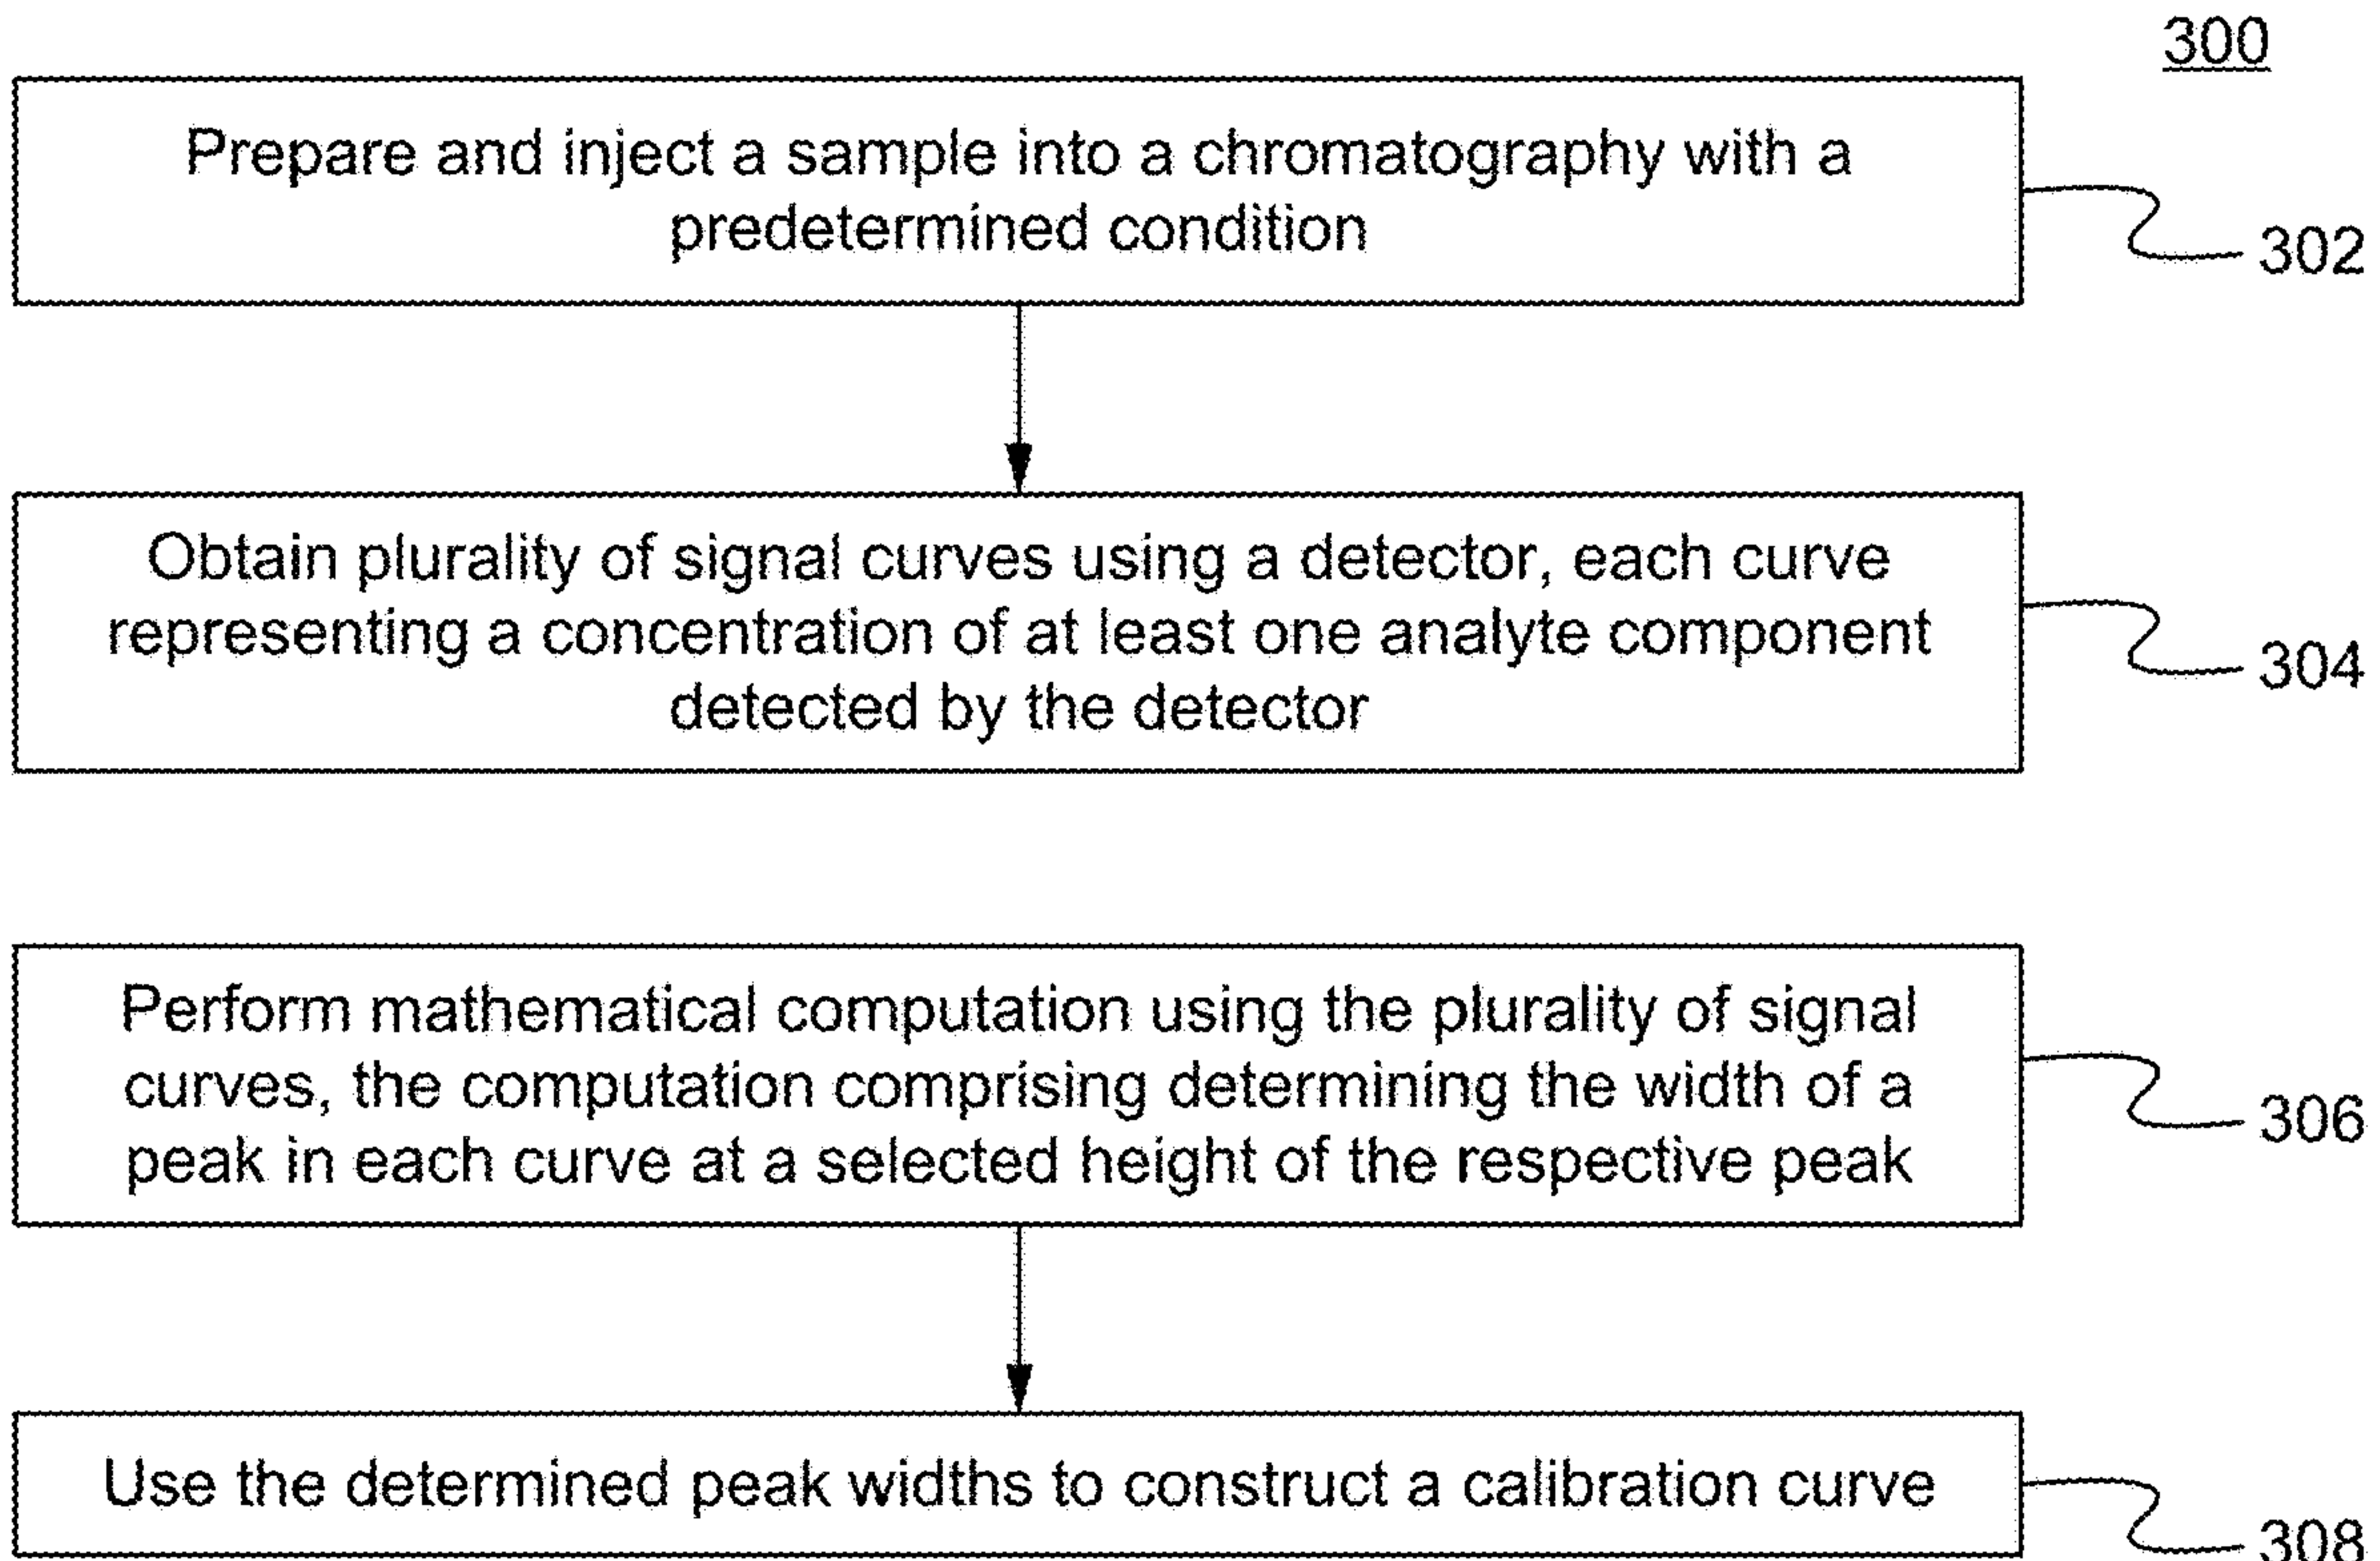 300
Prepare and inject a sample into a chromatography with a
predetermined condition
302
Obtain plurality of signal curves using a detector, each curve
representing a concentration of at least one analyte component
detected by the detector
304
Perform mathematical computation using the plurality of signal
curves, the computation comprising determining the width of a
peak in each curve at a selected height of the respective peak
306
Use the determined peak widths to construct a calibration curve
308